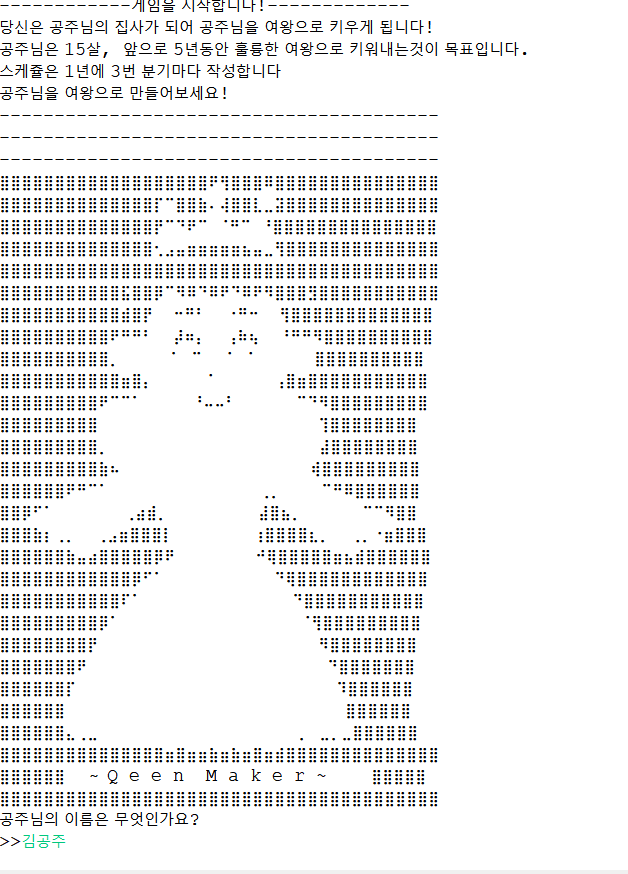 ------------게임을 시작합니다!-------------
당신은 공주님의 집사가 되어 공주님을 여왕으로 키우게 됩니다!
공주님은 15살, 앞으로 5년동안 훌륭한 여왕으로 키워내는것이 목표입니다.
스케쥴은 1년에 3번 분기마다 작성합니다
공주님을 여왕으로 만들어보세요!
~Q e e n  M a k e r~
공주님의 이름은 무엇인가요?
>>김공주